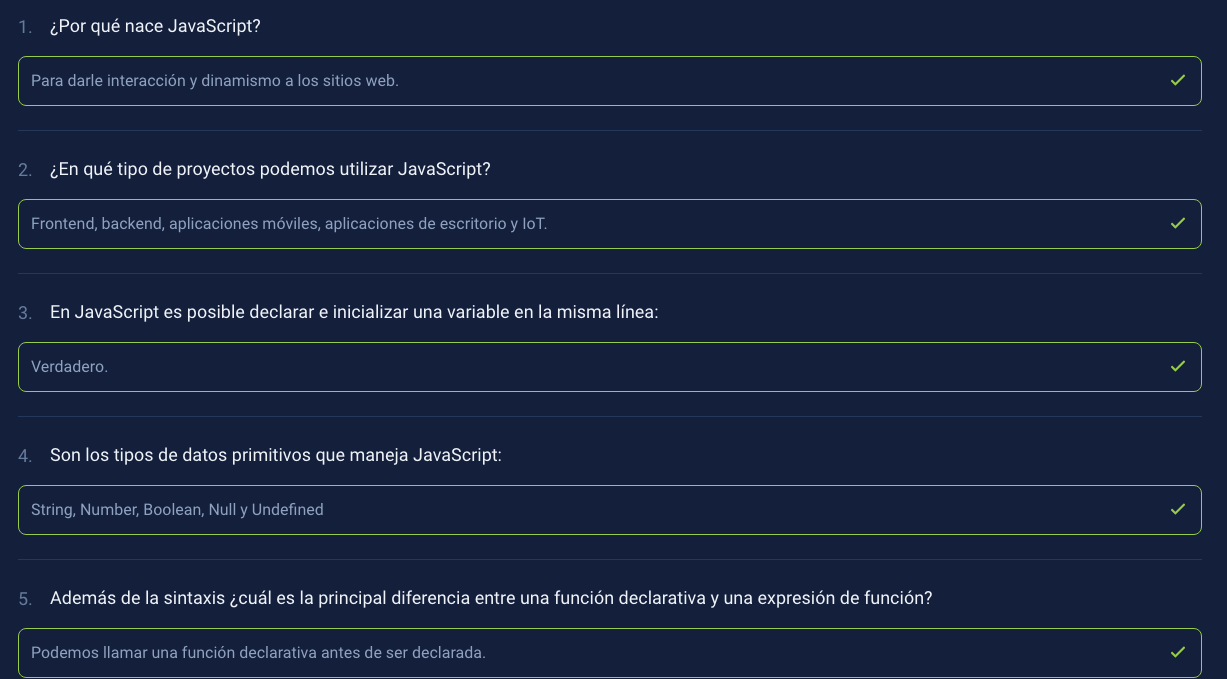 1. ¿Por qué nace JavaScript?
Para darle interacción y dinamismo a los sitios web.
2. ¿En qué tipo de proyectos podemos utilizar JavaScript?
Frontend, backend, aplicaciones móviles, aplicaciones de escritorio y IoT.
3. En JavaScript es posible declarar e inicializar una variable en la misma línea:
Verdadero.
4. Son los tipos de datos primitivos que maneja JavaScript:
String, Number, Boolean, Null y Undefined
5. Además de la sintaxis ¿cuál es la principal diferencia entre una función declarativa y una expresión de función?
Podemos llamar una función declarativa antes de ser declarada.